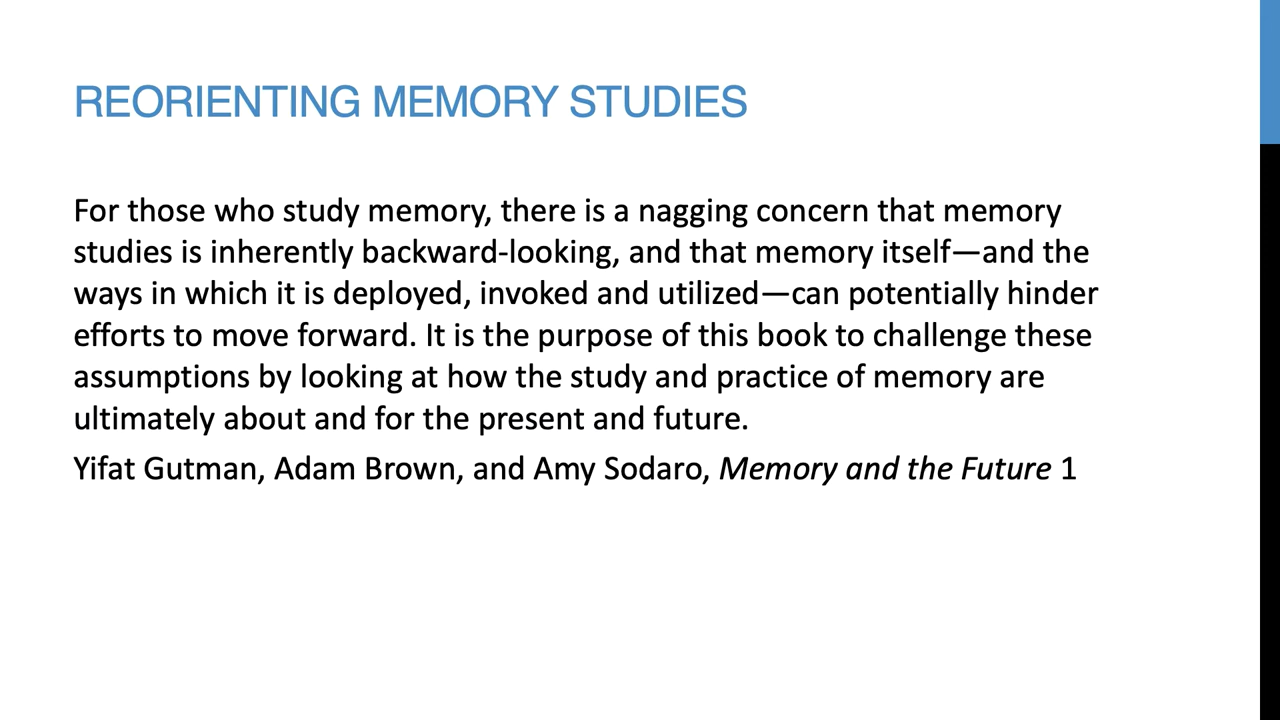 REORIENTING MEMORY STUDIES
For those who study memory, there is a nagging concern that memory
studies is inherently backward-looking, and that memory itself—and the
ways in which it is deployed, invoked and utilized—can potentially hinder
efforts to move forward. It is the purpose of this book to challenge these
assumptions by looking at how the study and practice of memory are
ultimately about and for the present and future.
Yifat Gutman, Adam Brown, and Amy Sodaro, Memory and the Future 1